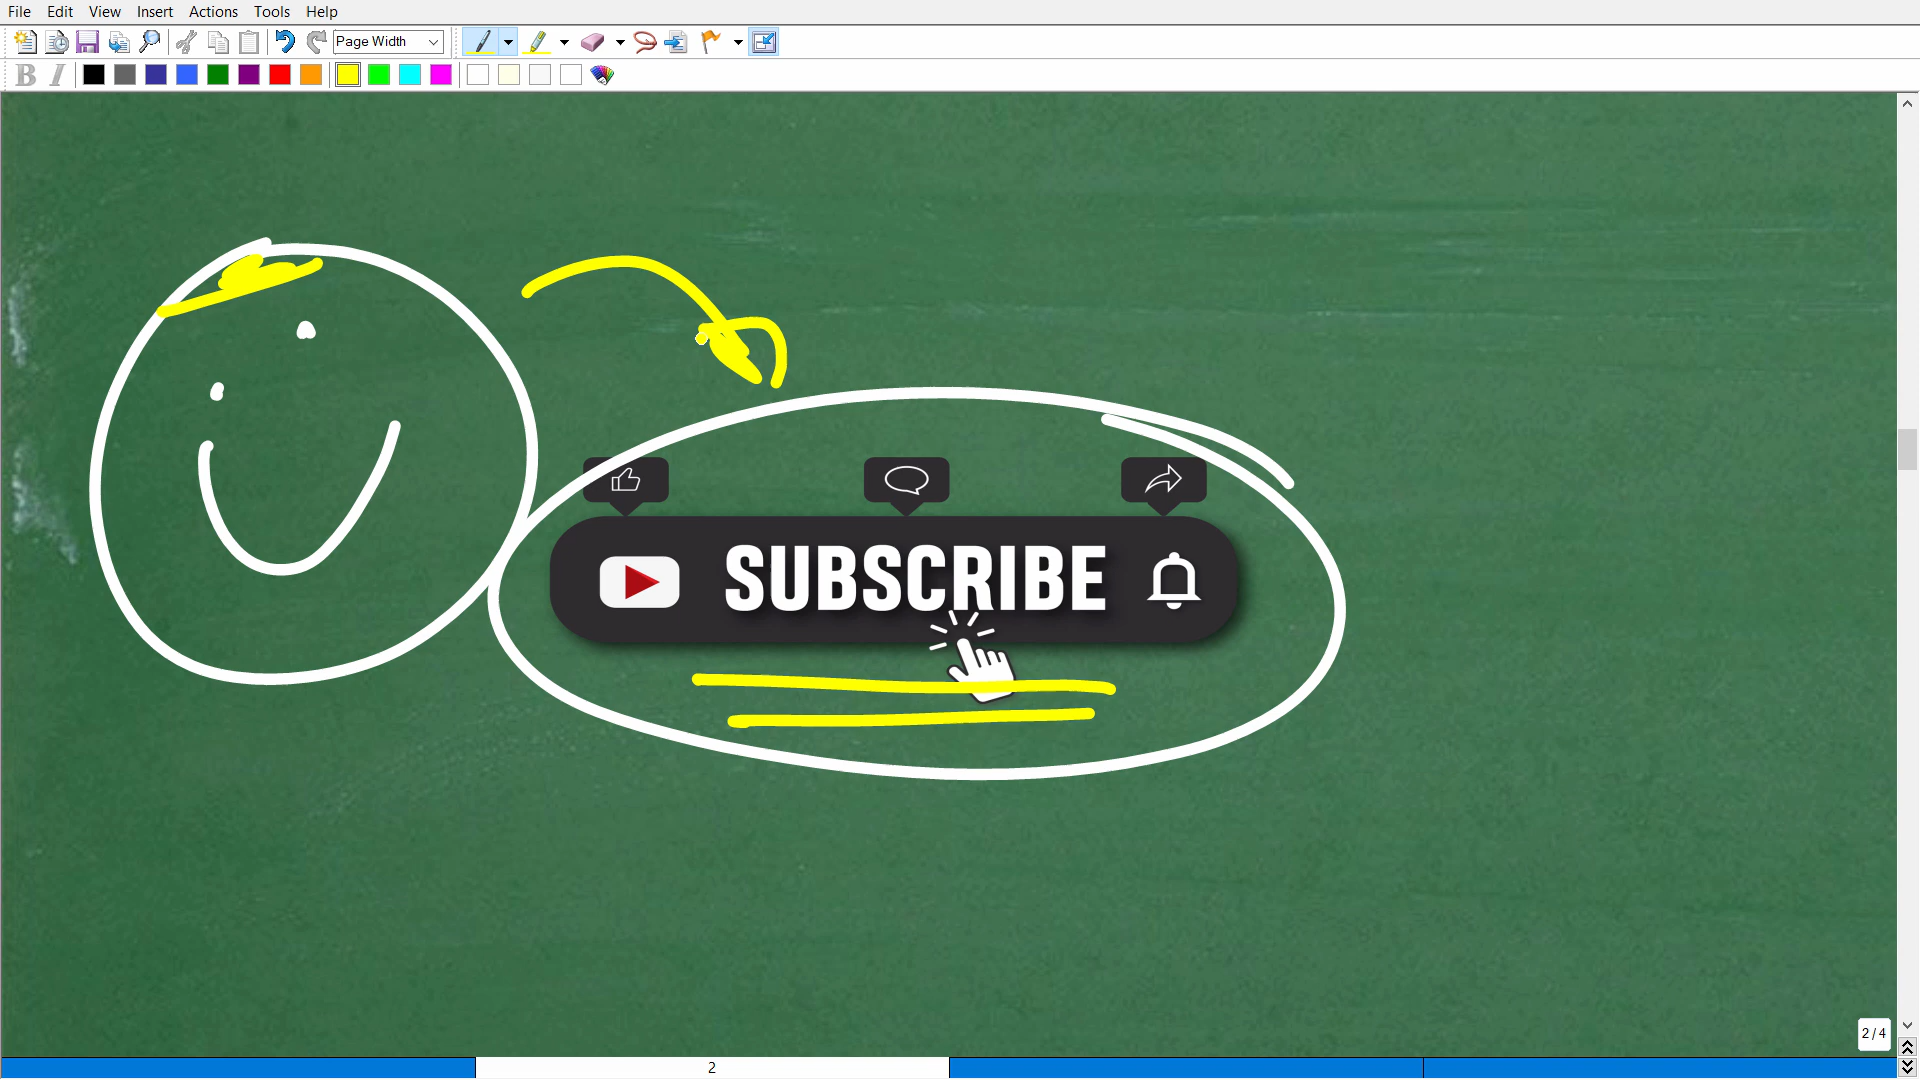 File Edit View Insert Actions Tools Help
Page Width
B I
SUBSCRIBE
2 / 4
2